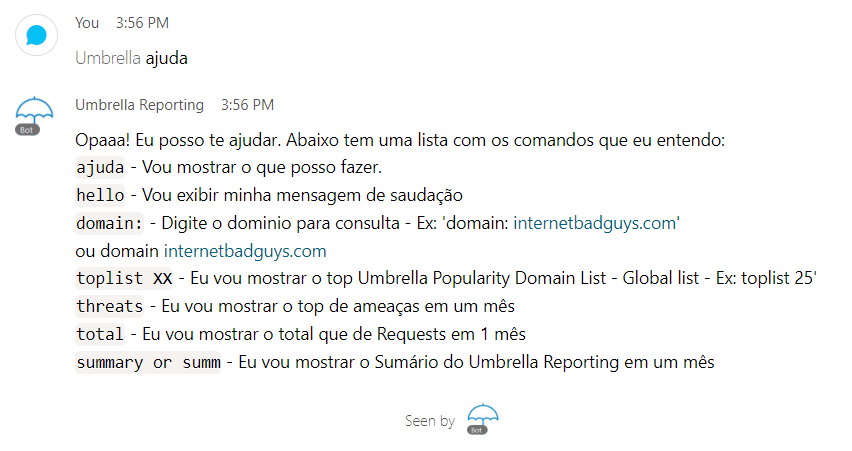 You 3:56 PM
Umbrella ajuda
Umbrella Reporting 3:56 PM
Bot
Opaaa! Eu posso te ajudar. Abaixo tem uma lista com os comandos que eu entendo:
ajuda - Vou mostrar o que posso fazer.
hello - Vou exibir minha mensagem de saudação
domain: - Digite o dominio para consulta - Ex: 'domain: internetbadguys.com'
ou domain internetbadguys.com
toplist XX - Eu vou mostrar o top Umbrella Popularity Domain List - Global list - Ex: toplist 25'
threats - Eu vou mostrar o top de ameaças em um mês
total - Eu vou mostrar o total que de Requests em 1 mês
summary or summ - Eu vou mostrar o Sumário do Umbrella Reporting em um mês
Seen by
Bot